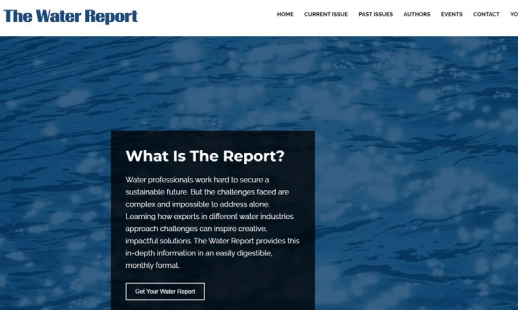 The Water Report
HOME CURRENT ISSUE PAST ISSUES AUTHORS EVENTS CONTACT YO
What Is The Report?
Water professionals work hard to secure a
sustainable future. But the challenges faced are
complex and impossible to address alone.
Learning how experts in different water industries
approach challenges can inspire creative,
impactful solutions. The Water Report provides this
in-depth information in an easily digestible,
monthly format.
Get Your Water Report